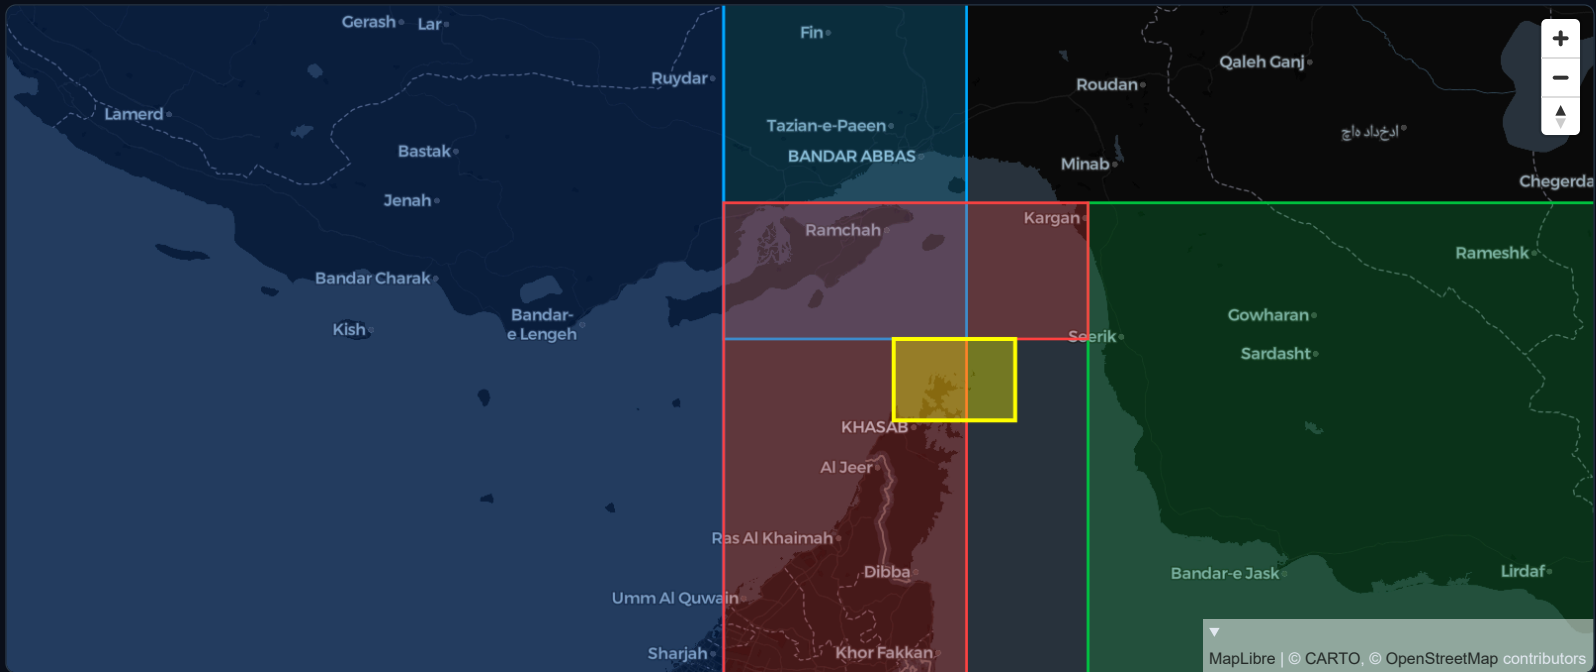 Gerash
Lar
Fin
Ruydar
Qaleh Ganj
Roudan
Lamerd
Tazian-e-Paeen
چاه دادخدا
Bastak
BANDAR ABBAS
Minab
Chegerda
Jenah
Kargan
Ramchah
Rameshk
Bandar Charak
Bandar-
e Lengeh
Gowharan
Kish
Seerik
Sardasht
KHASAB
Al Jeer
Ras Al Khaimah
Dibba
Bandar-e Jask
Lirdaf
Umm Al Quwain
Sharjah
Khor Fakkan
MapLibre | © CARTO, © OpenStreetMap contributors